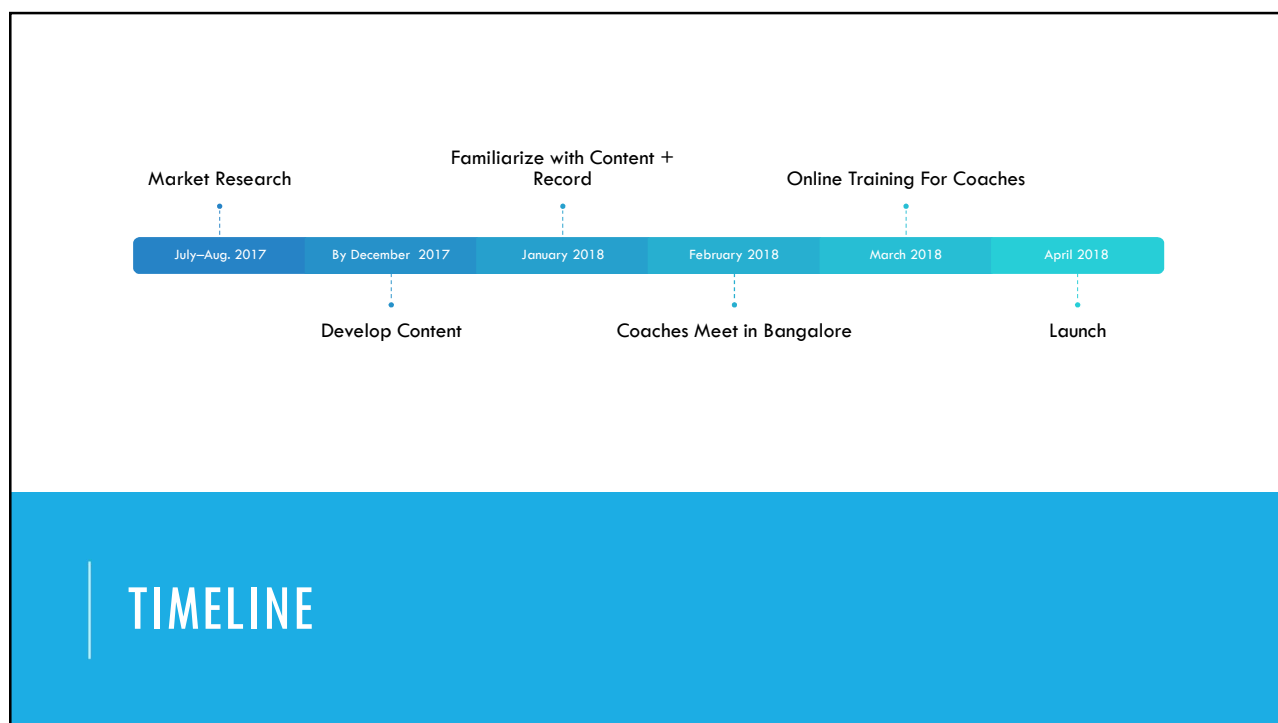 Familiarize with Content +
Record
Market Research
Online Training For Coaches
July–Aug. 2017
By December 2017
January 2018
February 2018
March 2018
April 2018
Develop Content
Coaches Meet in Bangalore
Launch
TIMELINE